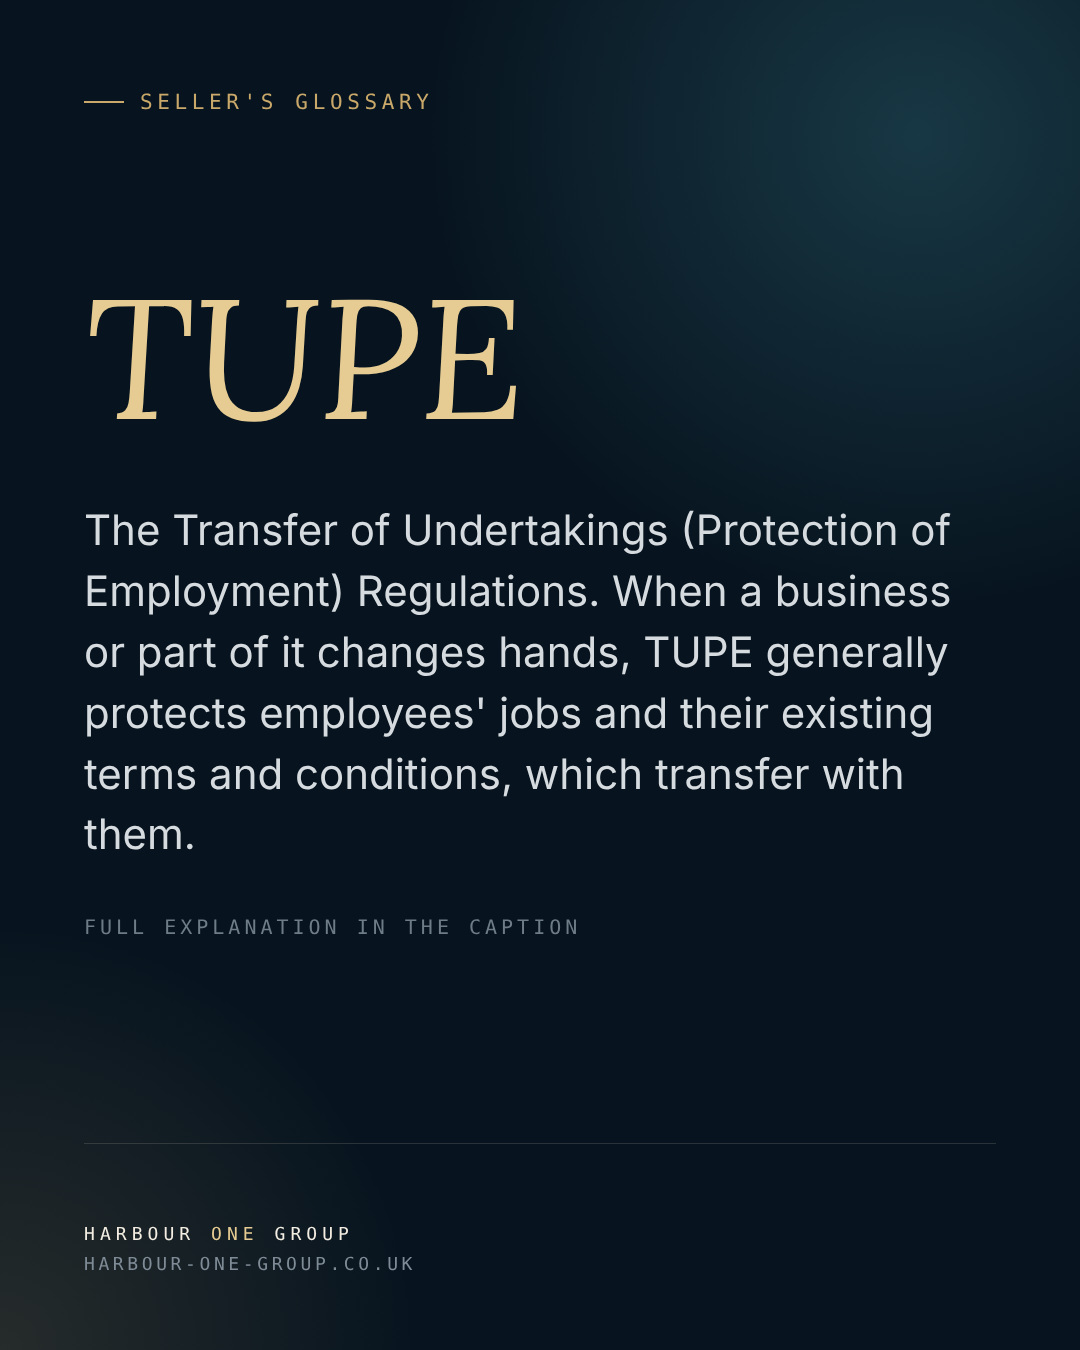 SELLER'S GLOSSARY
TUPE
The Transfer of Undertakings (Protection of
Employment) Regulations. When a business
or part of it changes hands, TUPE generally
protects employees' jobs and their existing
terms and conditions, which transfer with
them.
FULL EXPLANATION IN THE CAPTION
HARBOUR ONE GROUP
HARBOUR-ONE-GROUP.CO.UK